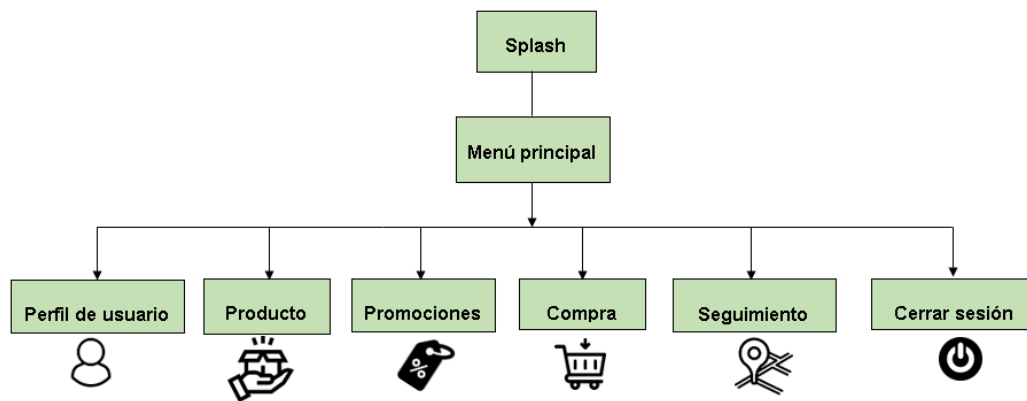 Splash
Menú principal
Perfil de usuario
Producto
Promociones
Compra
Seguimiento
Cerrar sesión
%